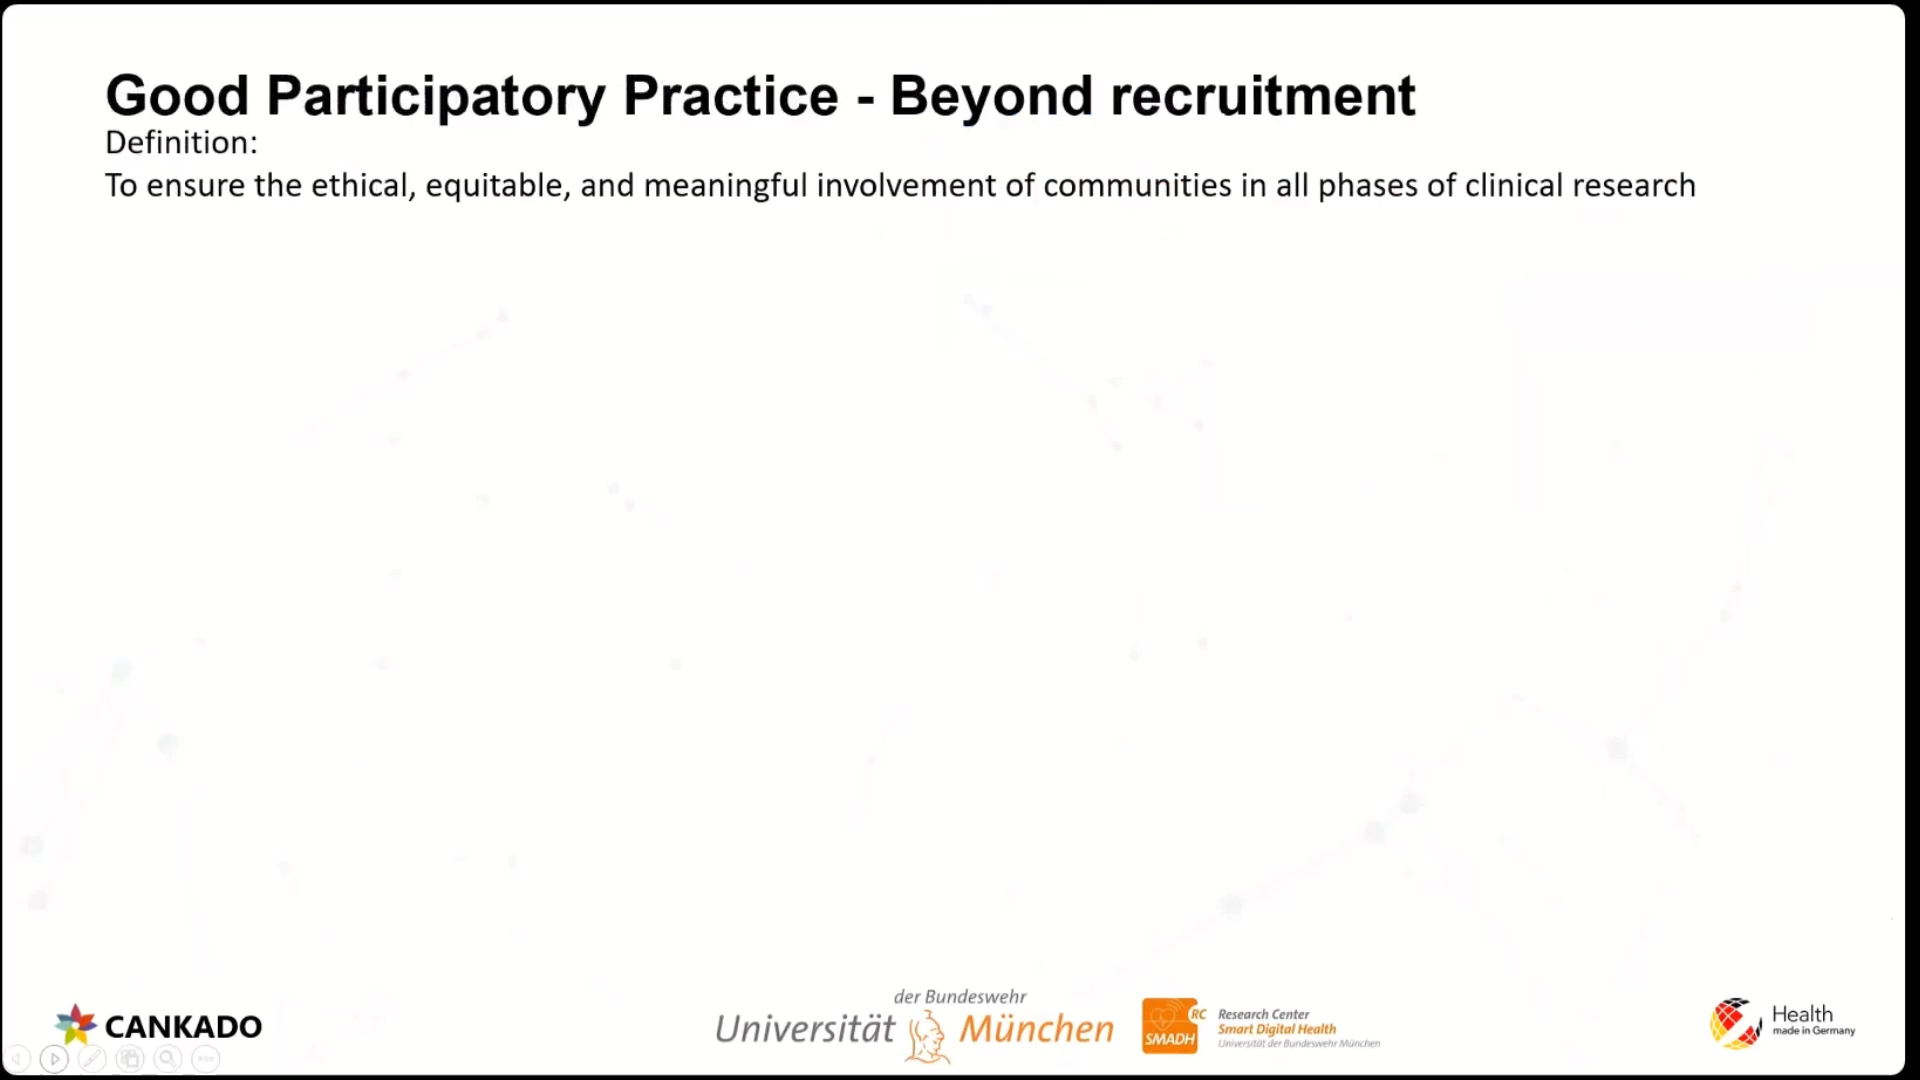 Good Participatory Practice - Beyond recruitment
Definition:
To ensure the ethical, equitable, and meaningful involvement of communities in all phases of clinical research
CANKADO
der Bundeswehr
Universität München
SMADH
RC
Research Center
Smart Digital Health
Universität der Bundeswehr München
Health
made in Germany